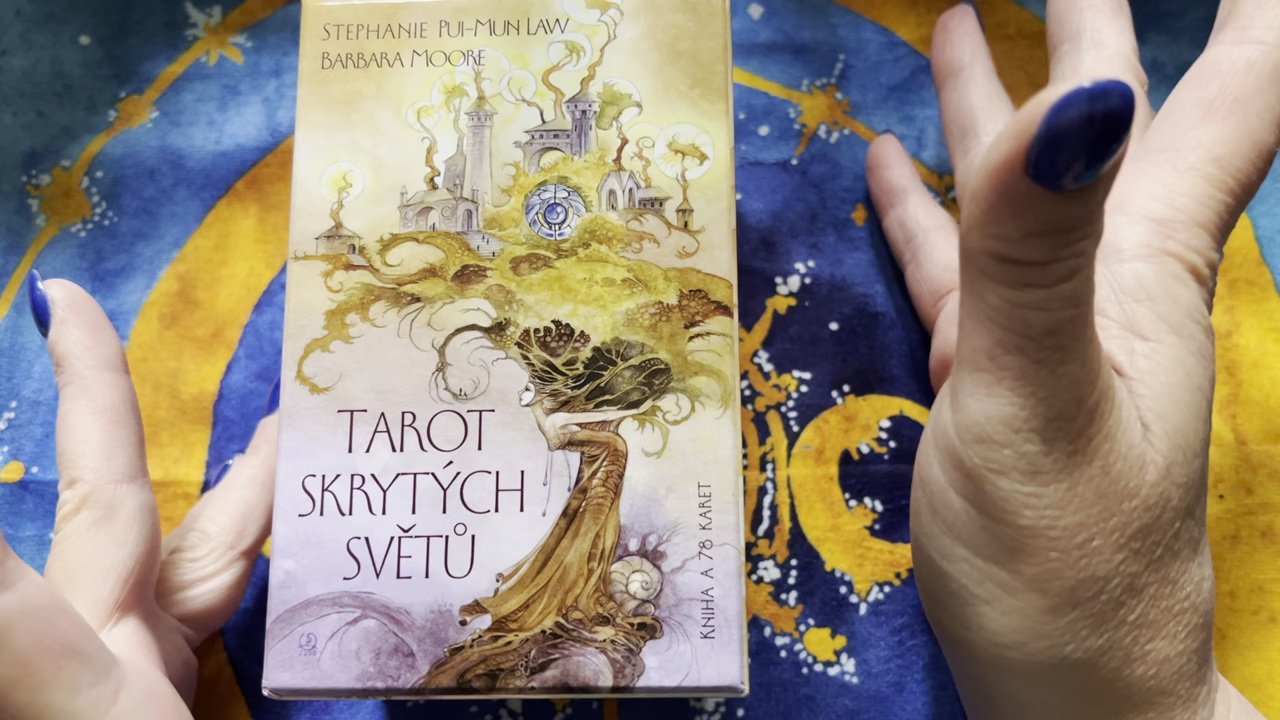 STEPHANIE PUI-MUN LAW
BARBARA MOORE
TAROT
SKRYTÝCH
SVĚTŮ
KNIHA A 78 KARET